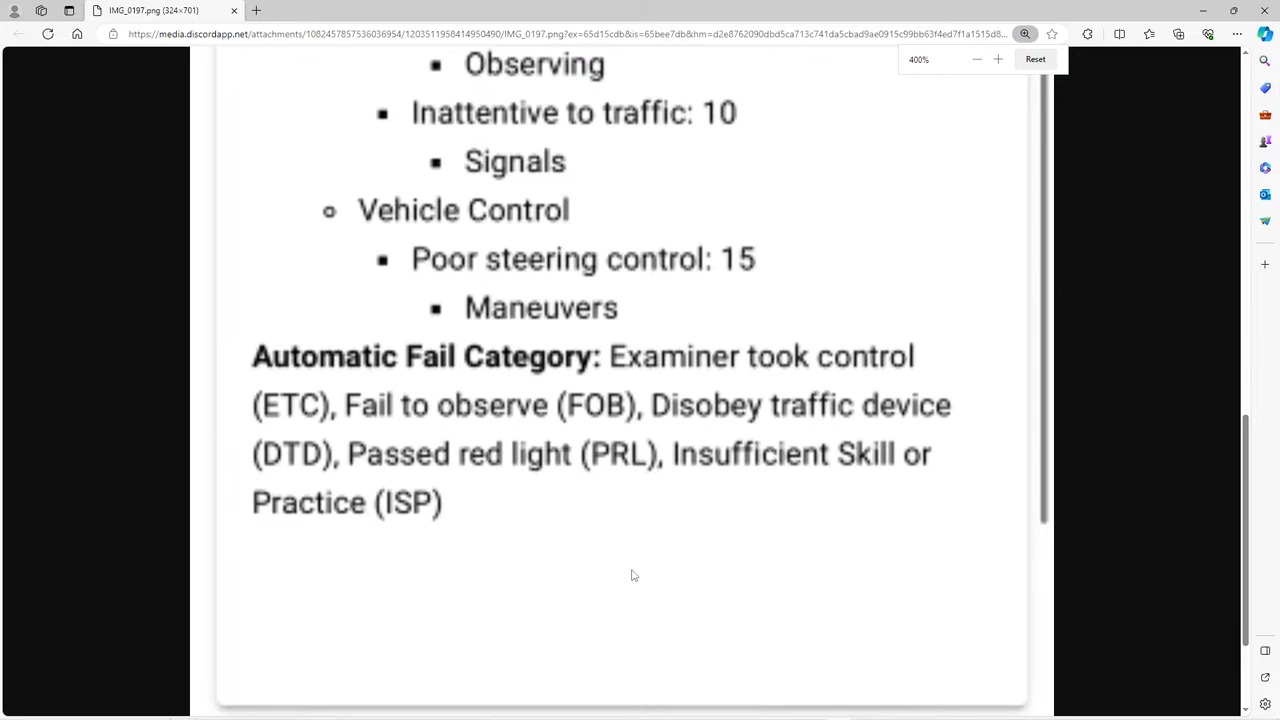 IMG_0197.png (324×701)
https://media.discordapp.net/attachments/1082457857536036954/1203511958414950490/IMG_0197.png?ex=65d15cdb&is=65bee7db&hm=d2e8762090dbd5ca713c741da5cbad9ae0915c99bb63f4ed7f1a1515d8...
400%
Reset
▪ Observing
▪ Inattentive to traffic: 10
▪ Signals
○ Vehicle Control
▪ Poor steering control: 15
▪ Maneuvers
Automatic Fail Category: Examiner took control
(ETC), Fail to observe (FOB), Disobey traffic device
(DTD), Passed red light (PRL), Insufficient Skill or
Practice (ISP)